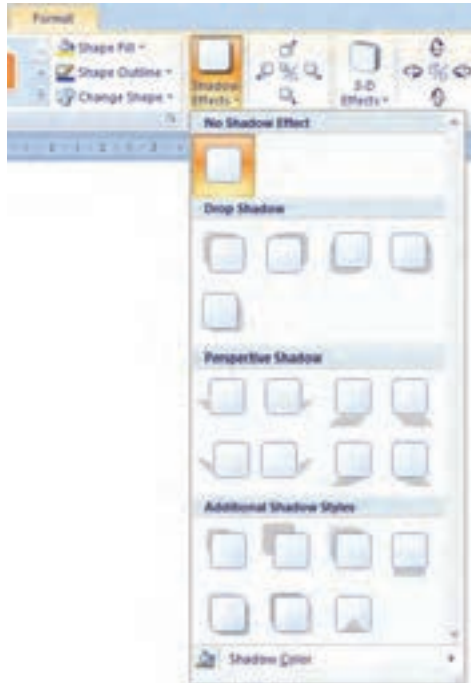 Format
Shape Fill
Shape Outline
Change Shape
Shadow
Effects
3-D
Effects
No Shadow Effect
Drop Shadow
Perspective Shadow
Additional Shadow Styles
Shadow Color